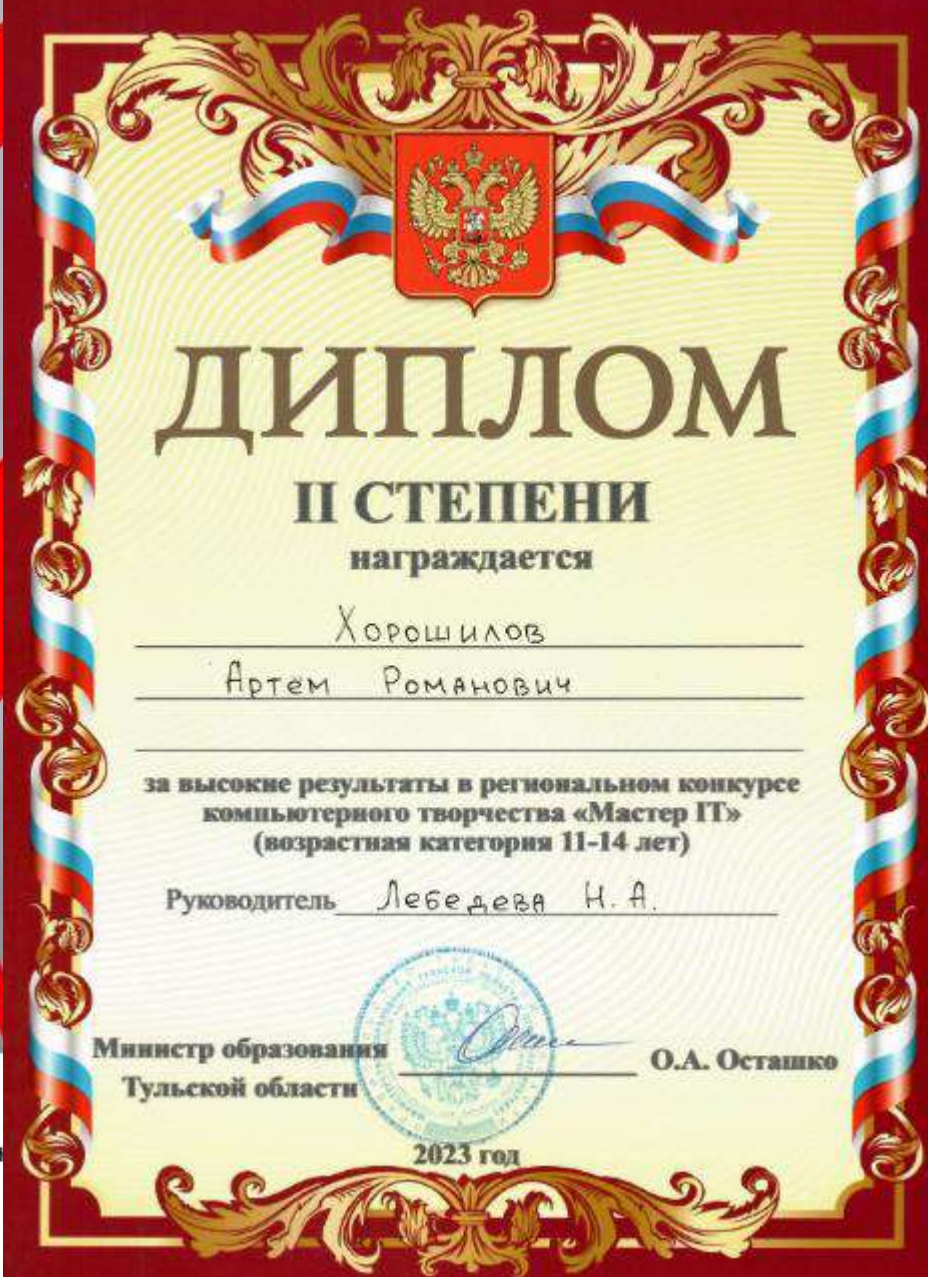 ДИПЛОМ
II СТЕПЕНИ
награждается
Хорошилов
Артем Романович
за высокие результаты в региональном конкурсе
компьютерного творчества «Мастер IT»
(возрастная категория 11-14 лет)
Руководитель Лебедева Н.А.
Министр образования
Тульской области
О.А. Осташко
2023 год